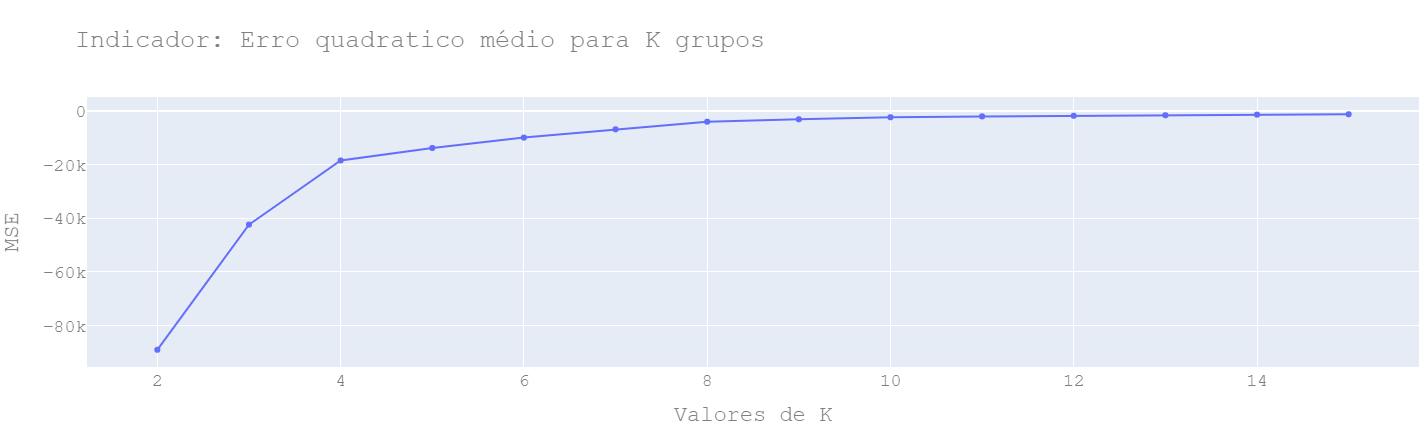 Indicador: Erro quadratico médio para K grupos
0
−20k
−40k
−60k
−80k
MSE
2 4 6 8 10 12 14
Valores de K